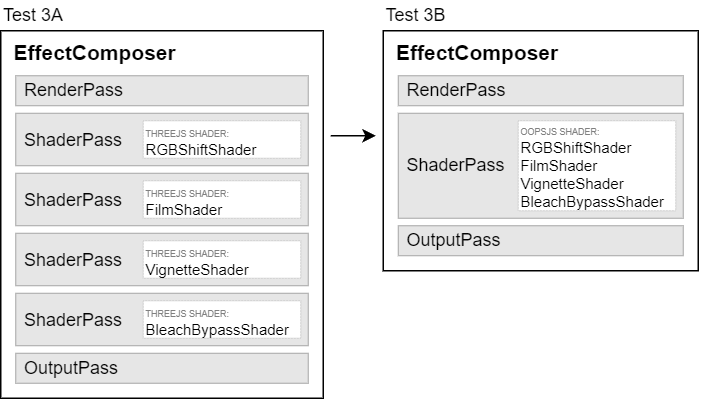 Test 3A
EffectComposer
RenderPass
ShaderPass
THREEJS SHADER:
RGBShiftShader
ShaderPass
THREEJS SHADER:
FilmShader
ShaderPass
THREEJS SHADER:
VignetteShader
ShaderPass
THREEJS SHADER:
BleachBypassShader
OutputPass
Test 3B
EffectComposer
RenderPass
ShaderPass
OOPSJS SHADER:
RGBShiftShader
FilmShader
VignetteShader
BleachBypassShader
OutputPass